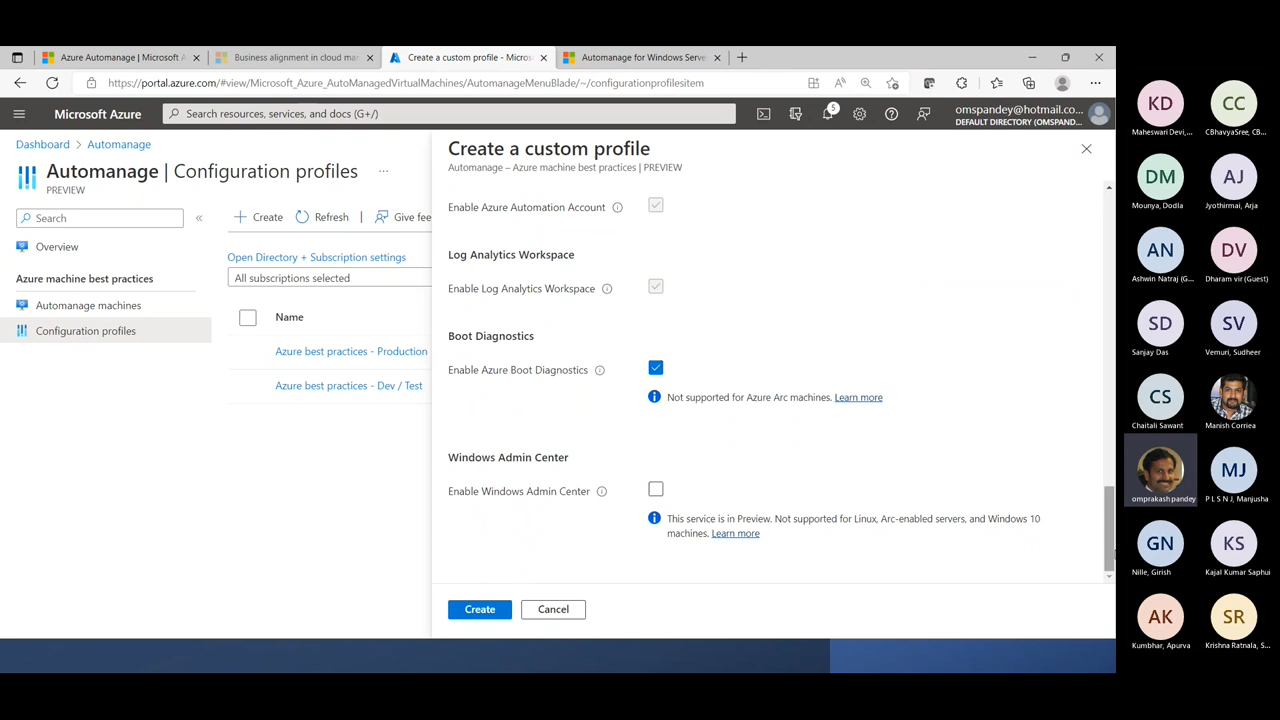 Azure Automanage | Microsoft A
Business alignment in cloud ma
Create a custom profile - Micros
Automanage for Windows Serve
https://portal.azure.com/#view/Microsoft_Azure_AutoManagedVirtualMachines/AutomanageMenuBlade/~/configurationprofilesitem
Microsoft Azure
Search resources, services, and docs (G+/)
5
omspandey@hotmail.co...
DEFAULT DIRECTORY (OMSPAND...
Dashboard > Automanage >
Automanage | Configuration profiles ...
PREVIEW
Search
Overview
Azure machine best practices
Automanage machines
Configuration profiles
Create
Refresh
Give fee
Open Directory + Subscription settings
All subscriptions selected
Name
Azure best practices - Production
Azure best practices - Dev / Test
Create a custom profile
Automanage – Azure machine best practices | PREVIEW
Enable Azure Automation Account
Log Analytics Workspace
Enable Log Analytics Workspace
Boot Diagnostics
Enable Azure Boot Diagnostics
Not supported for Azure Arc machines. Learn more
Windows Admin Center
Enable Windows Admin Center
This service is in Preview. Not supported for Linux, Arc-enabled servers, and Windows 10
machines. Learn more
Create
Cancel
KD
Maheswari Devi,...
CC
CBhavyaSree, CB...
DM
Mounya, Dodla
AJ
Jyothirmai, Arja
AN
Ashwin Natraj (G...
DV
Dharam vir (Guest)
SD
Sanjay Das
SV
Vemuri, Sudheer
CS
Chaitali Sawant
Manish Corriea
omprakash pandey
MJ
P L S N J, Manjusha
GN
Nille, Girish
KS
Kajal Kumar Saphui
AK
Kumbhar, Apurva
SR
Krishna Ratnala, S...